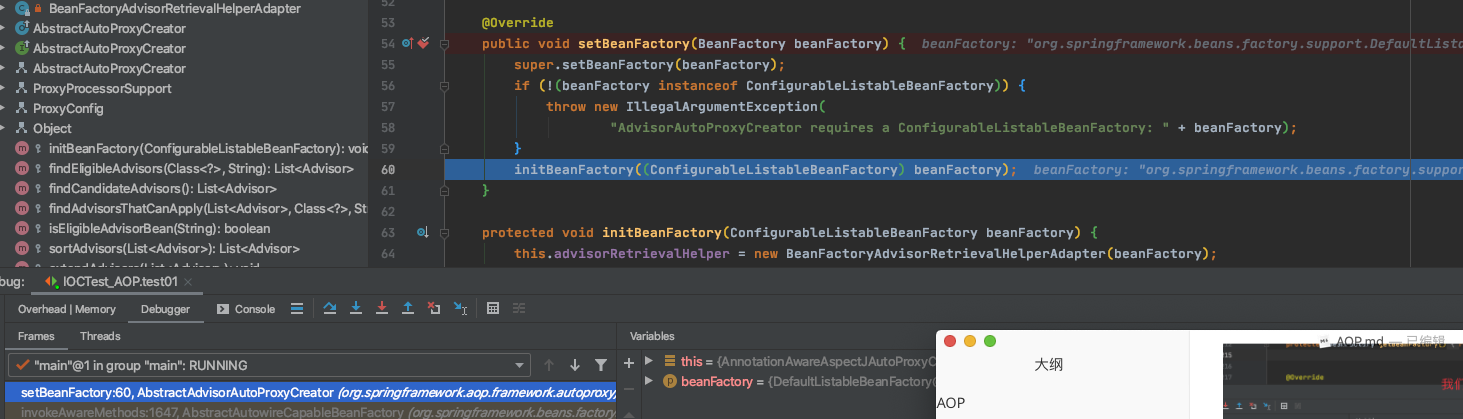 BeanFactoryAdvisorRetrievalHelperAdapter
AbstractAutoProxyCreator
AbstractAutoProxyCreator
AbstractAutoProxyCreator
ProxyProcessorSupport
ProxyConfig
Object
initBeanFactory(ConfigurableListableBeanFactory): void
findEligibleAdvisors(Class<?>, String): List<Advisor>
findCandidateAdvisors(): List<Advisor>
findAdvisorsThatCanApply(List<Advisor>, Class<?>, St
isEligibleAdvisorBean(String): boolean
sortAdvisors(List<Advisor>): List<Advisor>
52
53 @Override
54 public void setBeanFactory(BeanFactory beanFactory) { beanFactory: "org.springframework.beans.factory.support.DefaultLista
55 super.setBeanFactory(beanFactory);
56 if (!(beanFactory instanceof ConfigurableListableBeanFactory)) {
57 throw new IllegalArgumentException(
58 "AdvisorAutoProxyCreator requires a ConfigurableListableBeanFactory: " + beanFactory);
59 }
60 initBeanFactory((ConfigurableListableBeanFactory) beanFactory); beanFactory: "org.springframework.beans.factory.suppor
61 }
62
63 protected void initBeanFactory(ConfigurableListableBeanFactory beanFactory) {
64 this.advisorRetrievalHelper = new BeanFactoryAdvisorRetrievalHelperAdapter(beanFactory);
bug: IOCTest_AOP.test01
Overhead | Memory Debugger Console
Frames Threads
"main"@1 in group "main": RUNNING
setBeanFactory:60, AbstractAdvisorAutoProxyCreator (org.springframework.aop.framework.autoproxy)
invokeAwareMethods:1647, AbstractAutowireCapableBeanFactory (org.springframework.beans.factory
Variables
this = {AnnotationAwareAspectJAutoProxyC
beanFactory = {DefaultListableBeanFactory@
大纲
AOP
AOP.md — 已编辑
@Override
我们